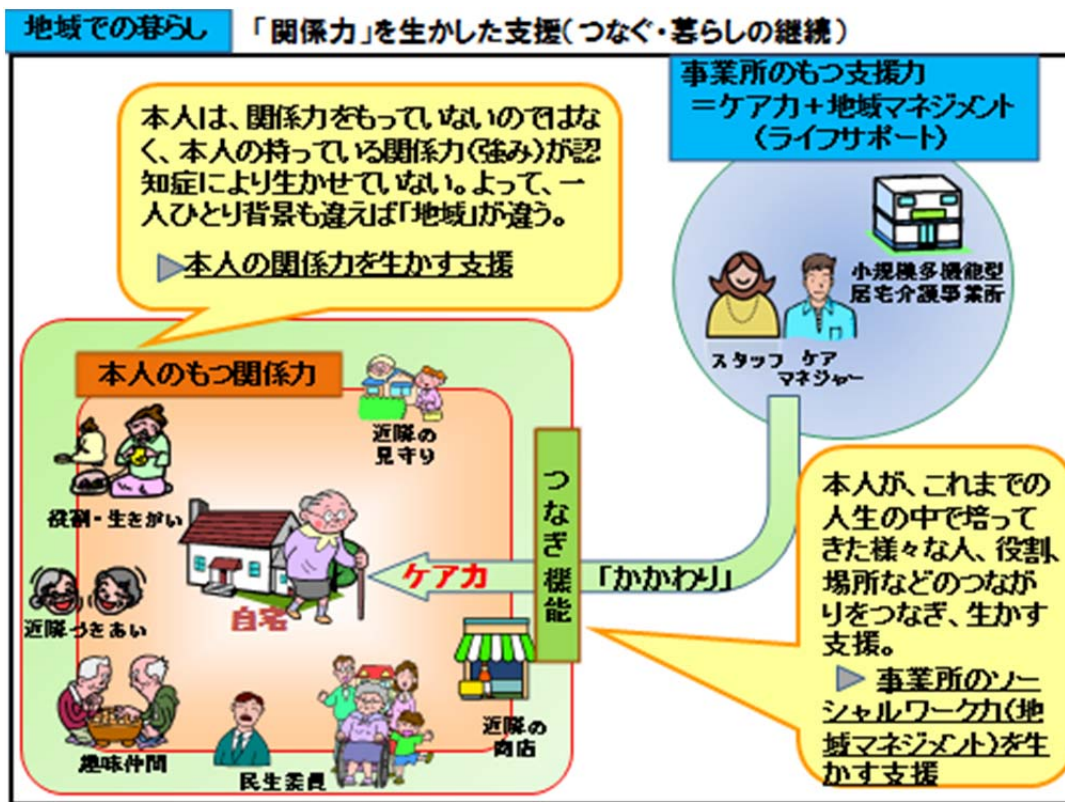 地域での暮らし
「関係力」を生かした支援(つなぐ・暮らしの継続)
事業所のもつ支援力
=ケア力+地域マネジメント
(ライフサポート)
本人は、関係力をもっていないのではな
く、本人の持っている関係力(強み)が認
知症により生かせていない。よって、一
人ひとり背景も違えば「地域」が違う。
▶本人の関係力を生かす支援
小規模多機能型
居宅介護事業所
スタッフ
ケア
マネジャー
本人のもつ関係力
近隣の
見守り
役割・生きがい
つなぎ機能
ケア力
「かかわり」
自宅
近隣づきあい
近隣の
商店
趣味仲間
民生委員
本人が、これまでの
人生の中で培って
きた様々な人、役割、
場所などのつなが
りをつなぎ、生かす
支援。
▶ 事業所のソー
シャルワーク力(地
域マネジメント)を生
かす支援